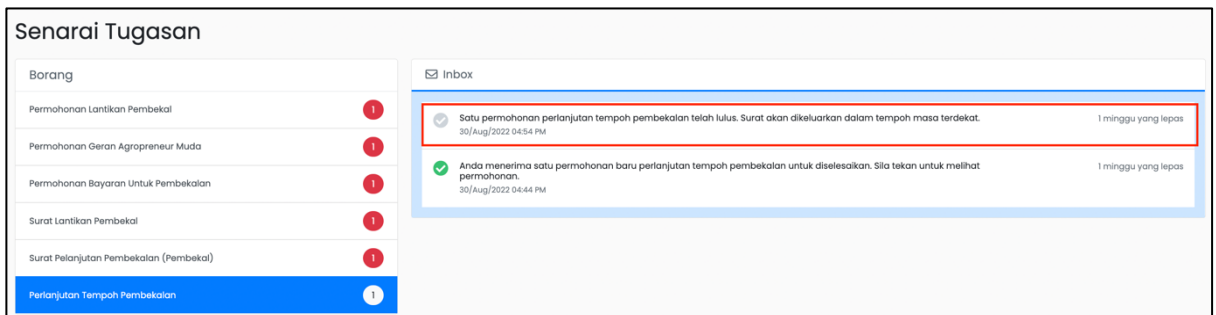 Senarai Tugasan
Borang
Permohonan Lantikan Pembekal 1
Permohonan Geran Agropreneur Muda 1
Permohonan Bayaran Untuk Pembekalan 1
Surat Lantikan Pembekal 1
Surat Pelanjutan Pembekalan (Pembekal) 1
Perlanjutan Tempoh Pembekalan 1
Inbox
Satu permohonan perlanjutan tempoh pembekalan telah lulus. Surat akan dikeluarkan dalam tempoh masa terdekat. 1 minggu yang lepas
30/Aug/2022 04:54 PM
Anda menerima satu permohonan baru perlanjutan tempoh pembekalan untuk diselesaikan. Sila tekan untuk melihat 1 minggu yang lepas
permohonan.
30/Aug/2022 04:44 PM